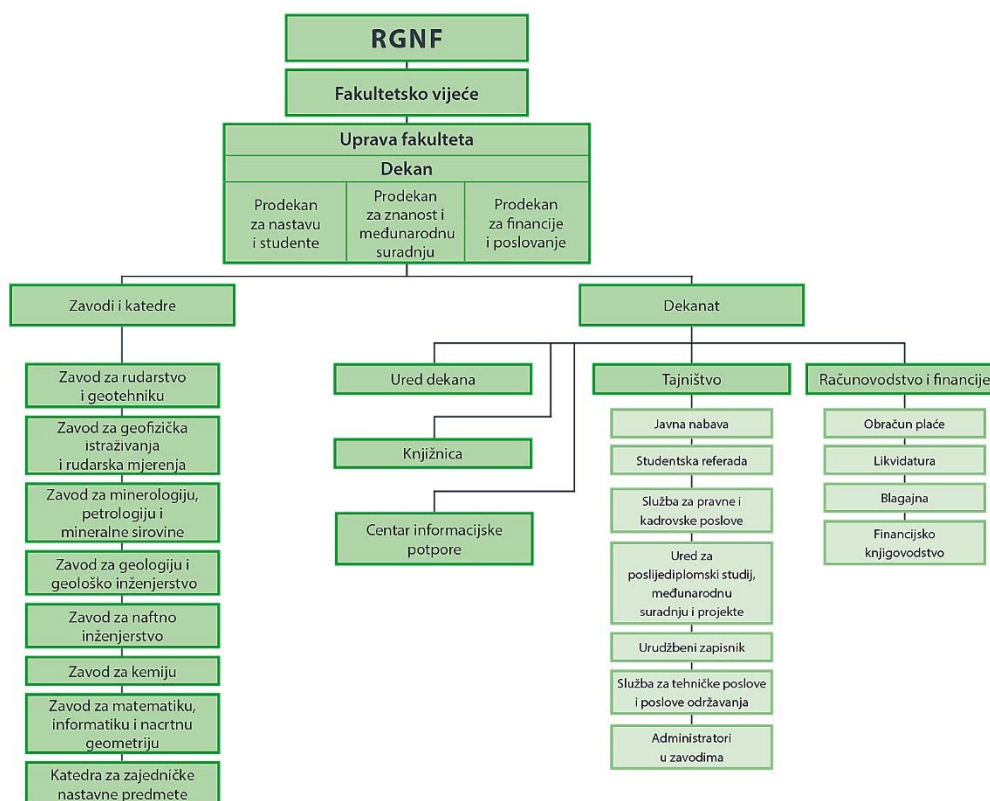 RGNF
Fakultetsko vijeće
Uprava fakulteta
Dekan
Prodekan
za nastavu
i studente
Prodekan
za znanost i
međunarodnu
suradnju
Prodekan
za financije
i poslovanje
Zavodi i katedre
Dekanat
Zavod za rudarstvo
i geotehniku
Zavod za geofizička
istraživanja
i rudarska mjerenja
Zavod za minerologiju,
petrologiju i
mineralne sirovine
Zavod za geologiju i
geološko inženjerstvo
Zavod za naftno
inženjerstvo
Zavod za kemiju
Zavod za matematiku,
informatiku i nacrtnu
geometriju
Katedra za zajedničke
nastavne predmete
Ured dekana
Knjižnica
Centar informacijske
potpore
Tajništvo
Javna nabava
Studentska referada
Služba za pravne i
kadrovske poslove
Ured za
poslijediplomski studij,
međunarodnu
suradnju i projekte
Urudžbeni zapisnik
Služba za tehničke poslove
i poslove održavanja
Administratori
u zavodima
Računovodstvo i financije
Obračun plaće
Likvidatura
Blagajna
Financijsko
knjigovodstvo